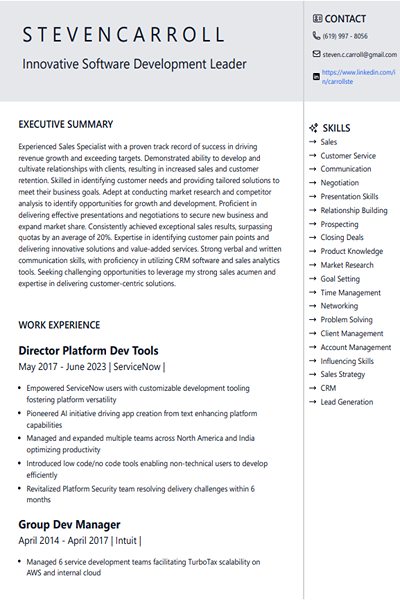 STEVENCARROLL
Innovative Software Development Leader
CONTACT
(619) 997 - 8056
steven.c.carroll@gmail.com
https://www.linkedin.com/i
n/carrollste
EXECUTIVE SUMMARY
Experienced Sales Specialist with a proven track record of success in driving
revenue growth and exceeding targets. Demonstrated ability to develop and
cultivate relationships with clients, resulting in increased sales and customer
retention. Skilled in identifying customer needs and providing tailored solutions to
meet their business goals. Adept at conducting market research and competitor
analysis to identify opportunities for growth and development. Proficient in
delivering effective presentations and negotiations to secure new business and
expand market share. Consistently achieved exceptional sales results, surpassing
quotas by an average of 20%. Expertise in identifying customer pain points and
delivering innovative solutions and value-added services. Strong verbal and written
communication skills, with proficiency in utilizing CRM software and sales analytics
tools. Seeking challenging opportunities to leverage my strong sales acumen and
expertise in delivering customer-centric solutions.
WORK EXPERIENCE
Director Platform Dev Tools
May 2017 - June 2023 | ServiceNow |
• Empowered ServiceNow users with customizable development tooling
fostering platform versatility
• Pioneered AI initiative driving app creation from text enhancing platform
capabilities
• Managed and expanded multiple teams across North America and India
optimizing productivity
• Introduced low code/no code tools enabling non-technical users to develop
efficiently
• Revitalized Platform Security team resolving delivery challenges within 6
months
Group Dev Manager
April 2014 - April 2017 | Intuit |
• Managed 6 service development teams facilitating TurboTax scalability on
AWS and internal cloud
SKILLS
→ Sales
→ Customer Service
→ Communication
→ Negotiation
→ Presentation Skills
→ Relationship Building
→ Prospecting
→ Closing Deals
→ Product Knowledge
→ Market Research
→ Goal Setting
→ Time Management
→ Networking
→ Problem Solving
→ Client Management
→ Account Management
→ Influencing Skills
→ Sales Strategy
→ CRM
→ Lead Generation